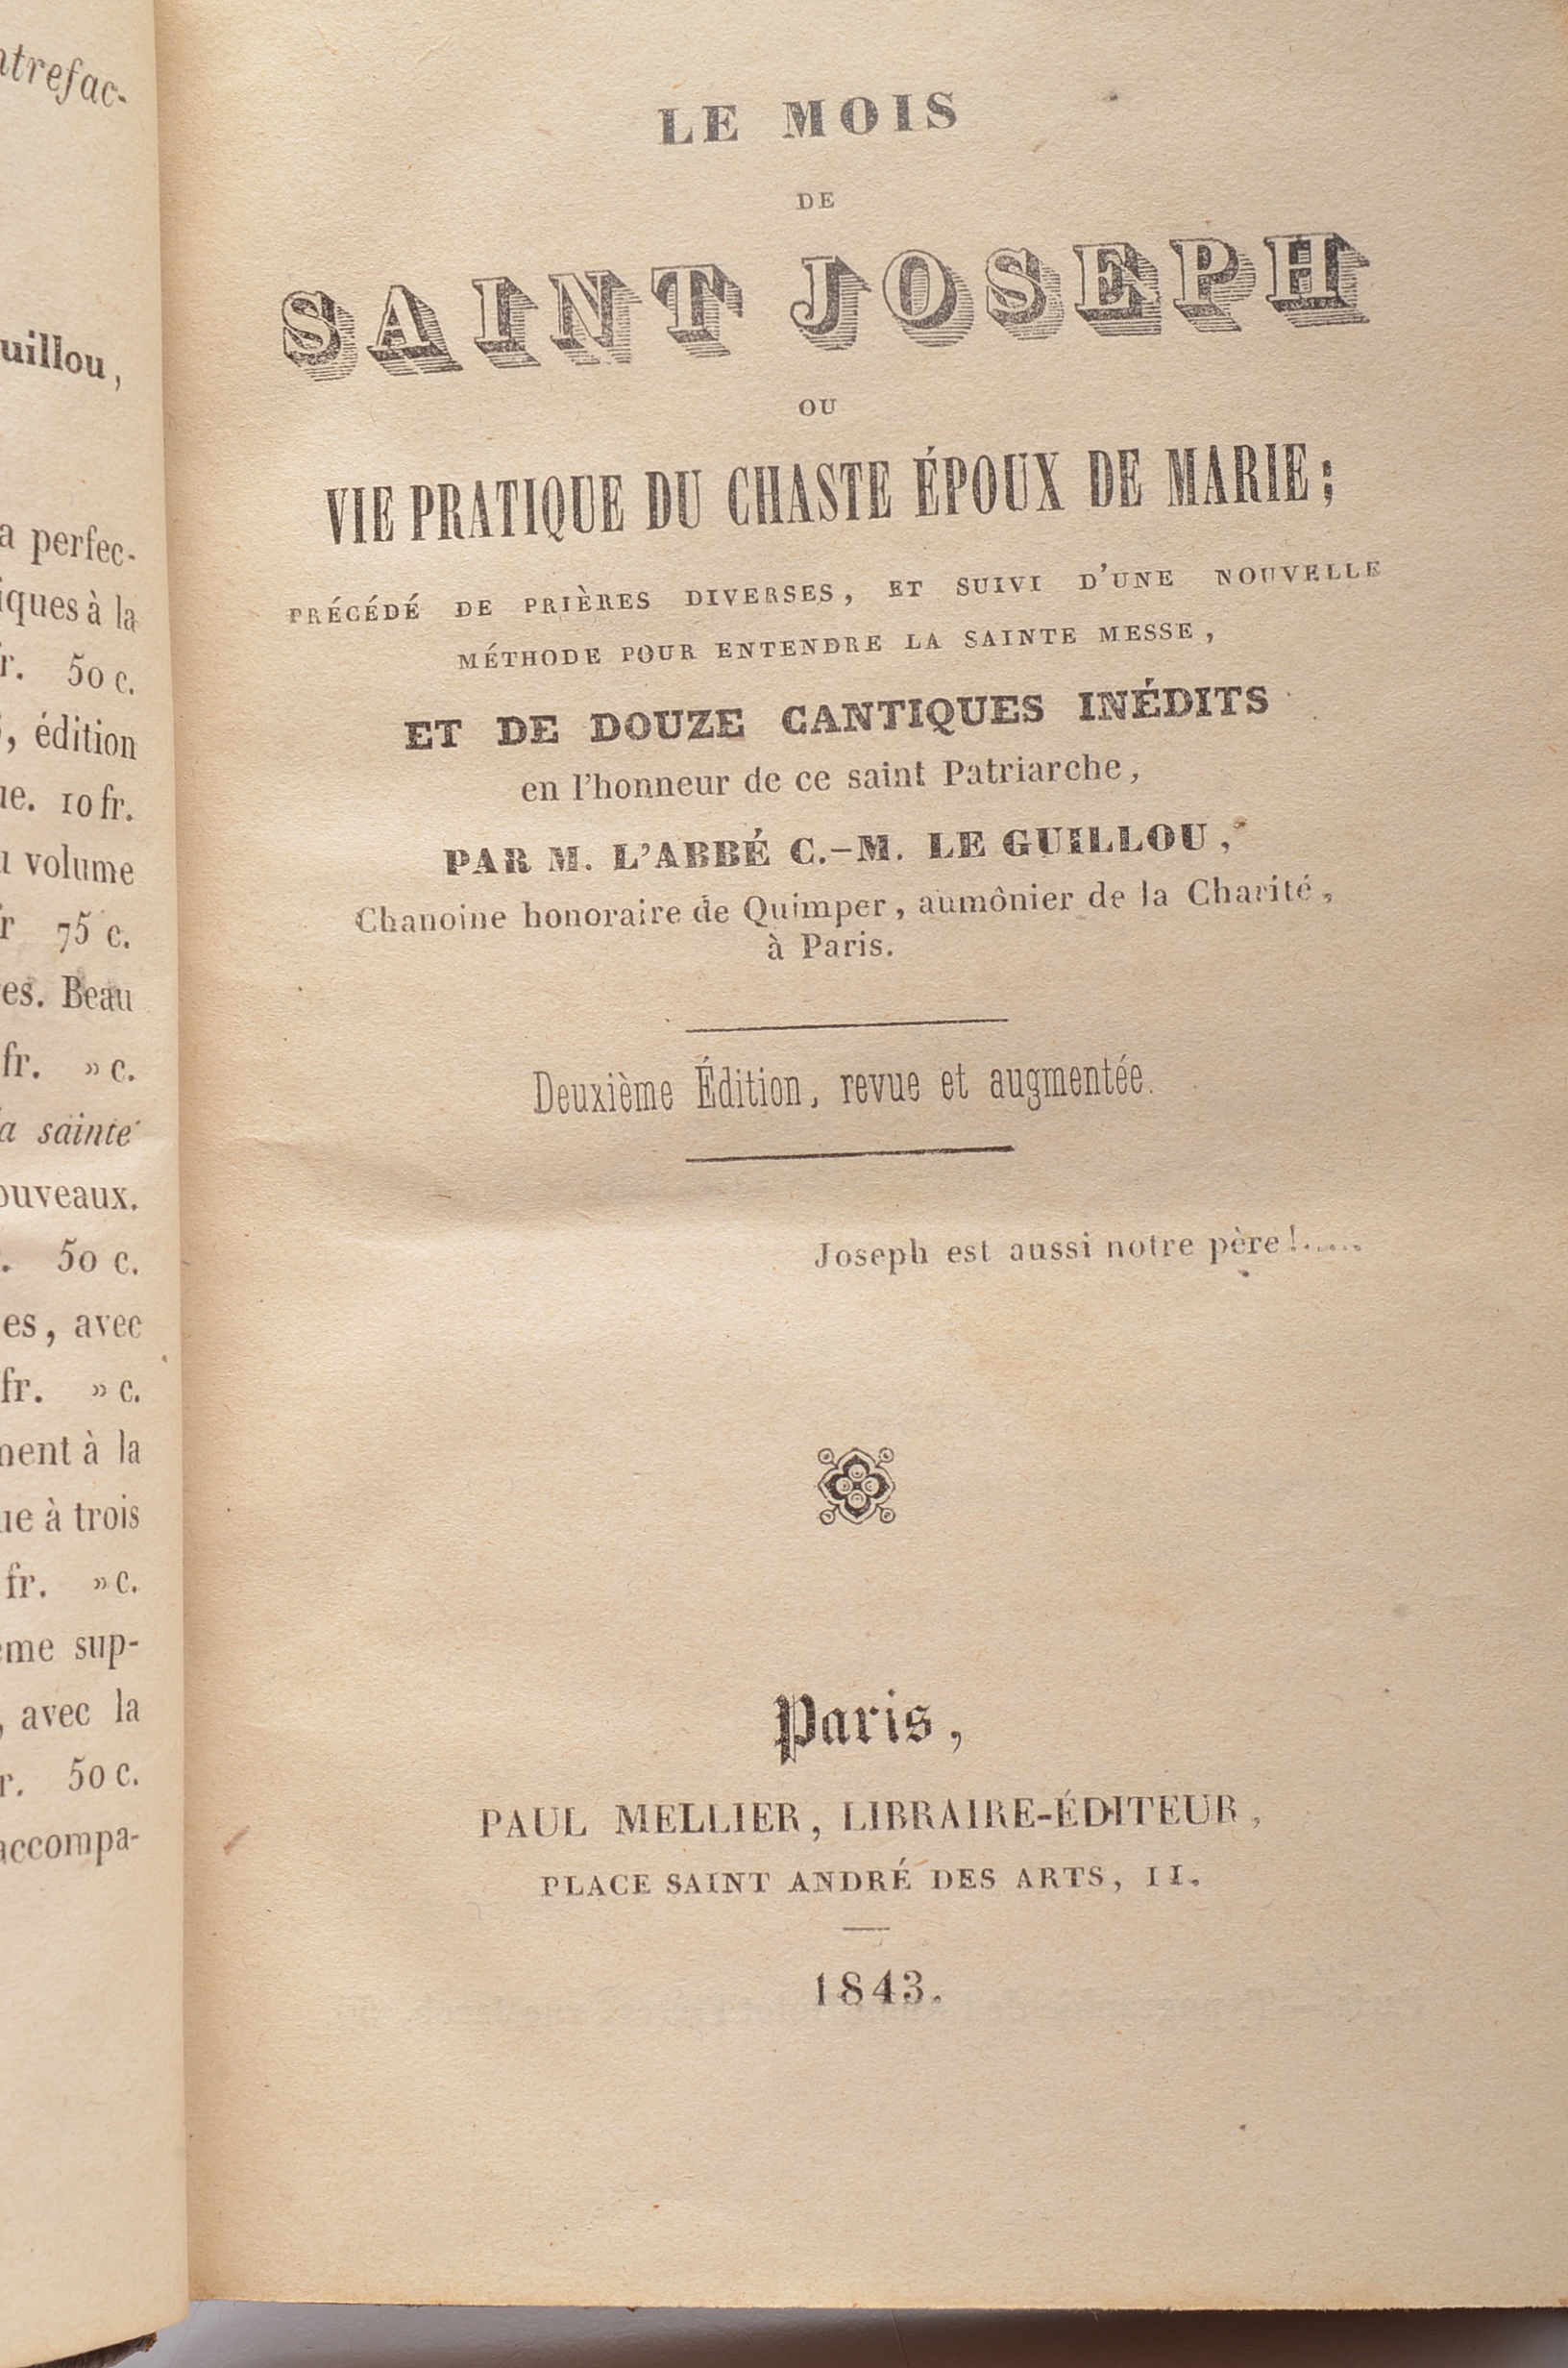 uillou,
a perfec-
iques à la
50 c.
, édition
10 fr.
volume
75 c.
es. Beau
fr. » c.
a sainte
ouveaux.
50 c.
es, avec
fr. » c.
ment à la
ue à trois
fr. » c.
ême sup-
, avec la
r. 50 c.
accompa-
LE MOIS
DE
SAINT JOSEPH
OU
VIE PRATIQUE DU CHASTE ÉPOUX DE MARIE;
PRÉCÉDÉ DE PRIÈRES DIVERSES, ET SUIVI D'UNE NOUVELLE
MÉTHODE POUR ENTENDRE LA SAINTE MESSE,
ET DE DOUZE CANTIQUES INÉDITS
en l'honneur de ce saint Patriarche,
PAR M. L'ABBÉ C.-M. LE GUILLOU,
Chanoine honoraire de Quimper, aumônier de la Charité,
à Paris.
Deuxième Édition, revue et augmentée.
Joseph est aussi notre père!.....
Paris,
PAUL MELLIER, LIBRAIRE-ÉDITEUR,
PLACE SAINT ANDRÉ DES ARTS, 11.
1843.